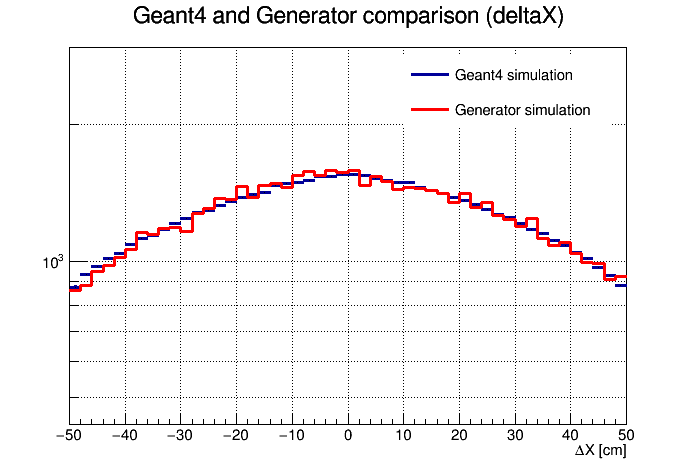 Geant4 and Generator comparison (deltaX)
Geant4 simulation
Generator simulation
10³
−50 −40 −30 −20 −10 0 10 20 30 40 50
ΔX [cm]